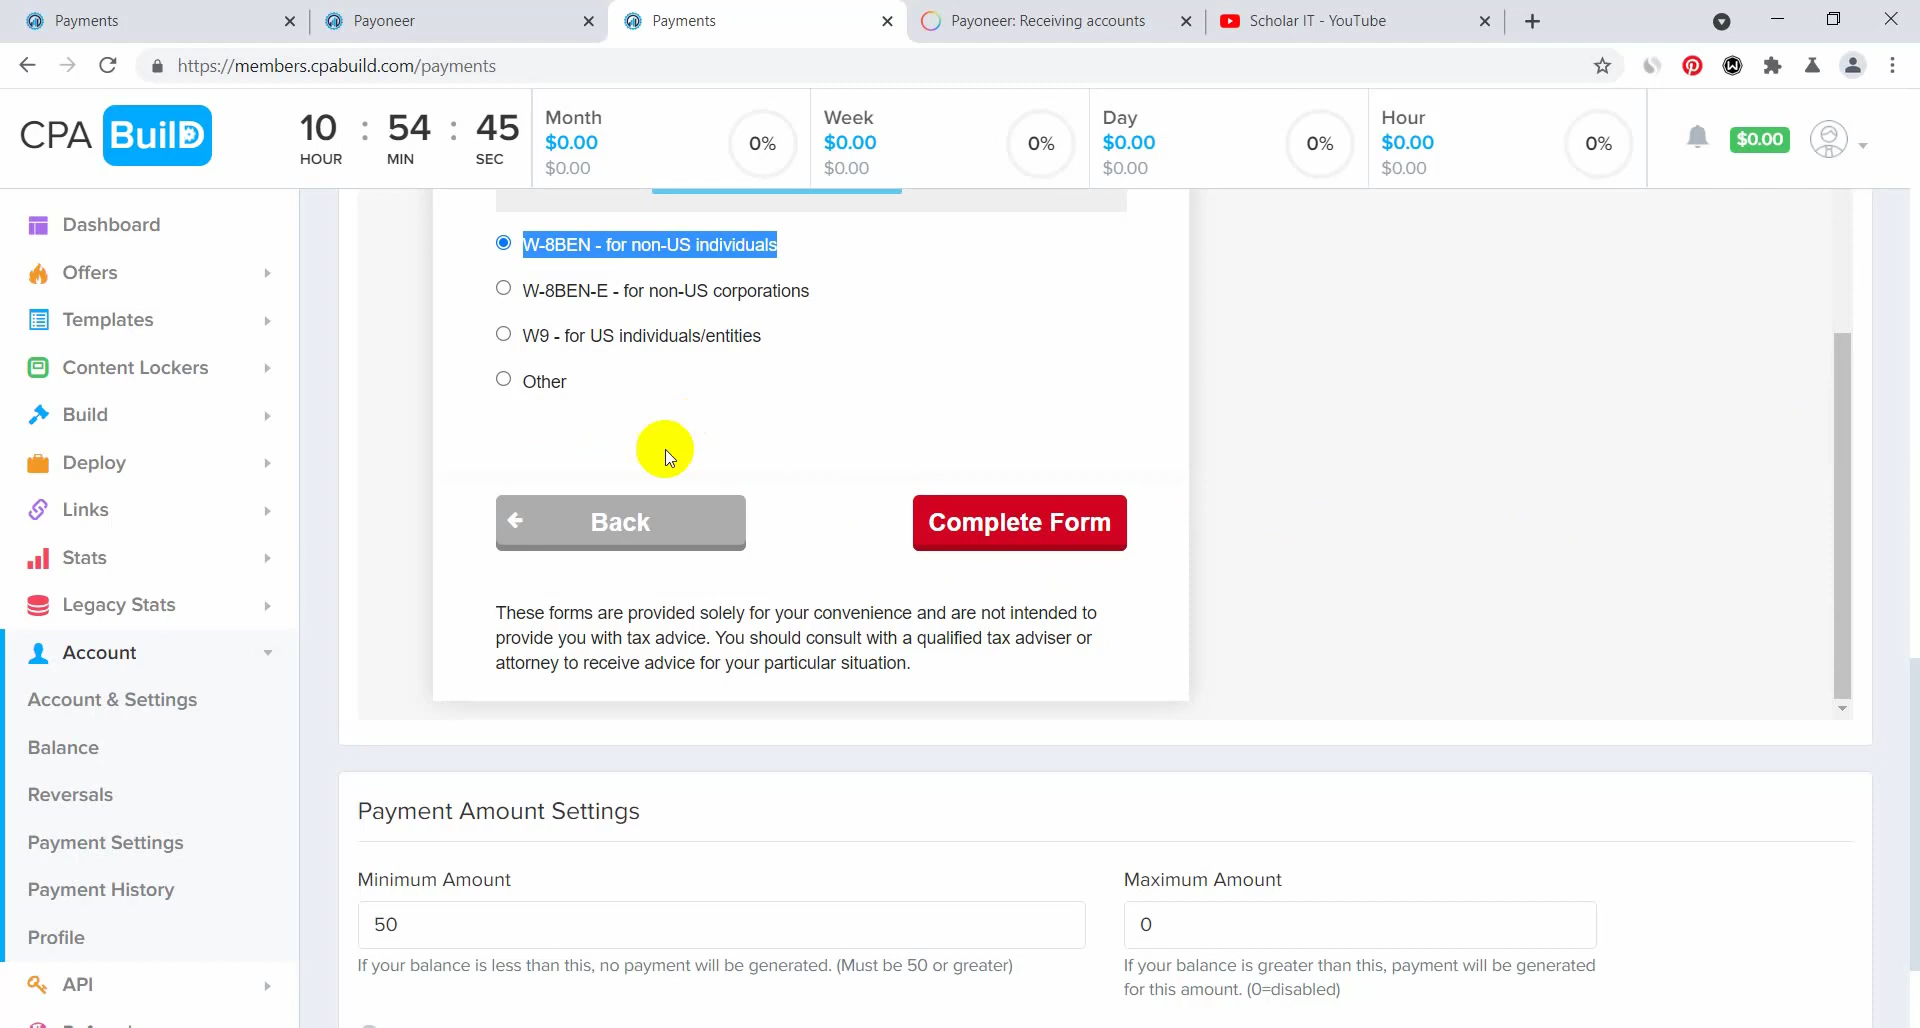 Payments
Payoneer
Payments
Payoneer: Receiving accounts
Scholar IT - YouTube
https://members.cpabuild.com/payments
CPA BuilD
10 : 54 : 45
HOUR MIN SEC
Month
$0.00
$0.00
0%
Week
$0.00
$0.00
0%
Day
$0.00
$0.00
0%
Hour
$0.00
$0.00
0%
$0.00
Dashboard
Offers
Templates
Content Lockers
Build
Deploy
Links
Stats
Legacy Stats
Account
Account & Settings
Balance
Reversals
Payment Settings
Payment History
Profile
API
W-8BEN - for non-US individuals
W-8BEN-E - for non-US corporations
W9 - for US individuals/entities
Other
Back
Complete Form
These forms are provided solely for your convenience and are not intended to
provide you with tax advice. You should consult with a qualified tax adviser or
attorney to receive advice for your particular situation.
Payment Amount Settings
Minimum Amount
50
If your balance is less than this, no payment will be generated. (Must be 50 or greater)
Maximum Amount
0
If your balance is greater than this, payment will be generated
for this amount. (0=disabled)